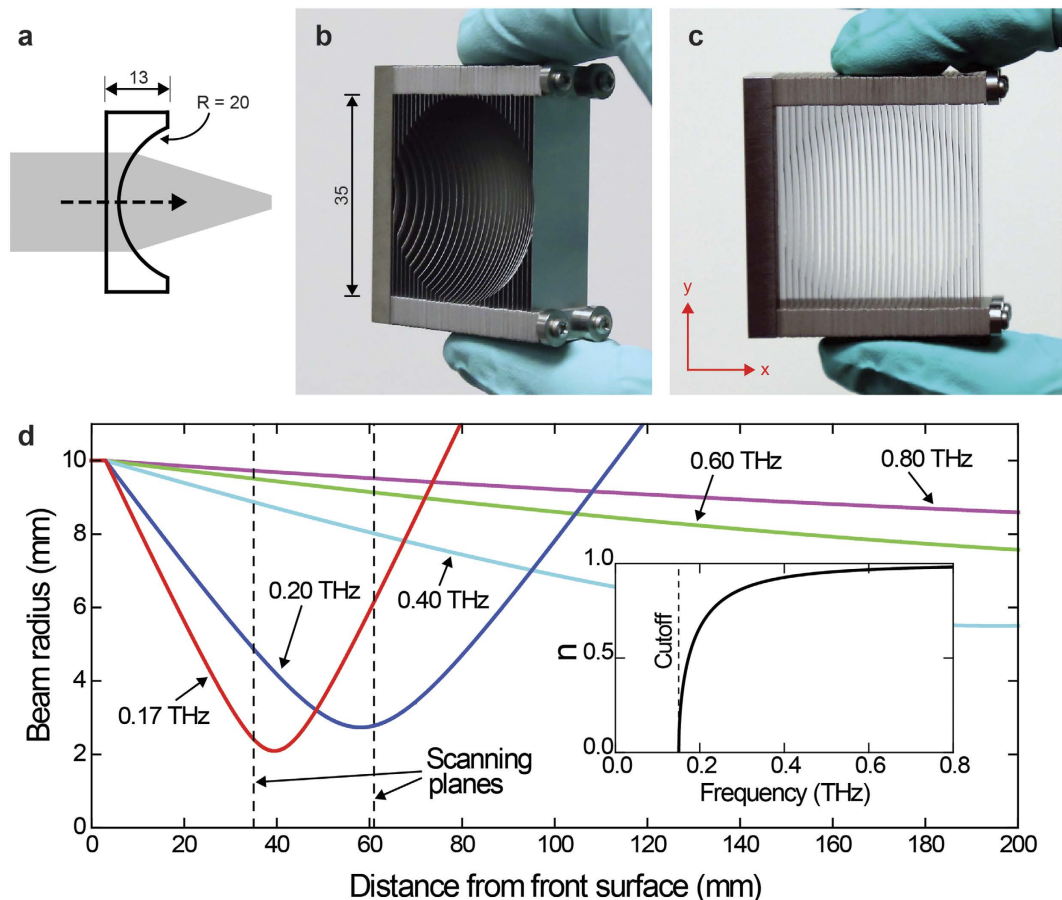 a
13
R = 20
b
35
c
y
x
d
Beam radius (mm)
10
8
6
4
2
0
0.80 THz
0.60 THz
0.40 THz
0.20 THz
0.17 THz
Scanning
planes
n
1.0
0.5
0.0
Cutoff
0.0 0.2 0.4 0.6 0.8
Frequency (THz)
0 20 40 60 80 100 120 140 160 180 200
Distance from front surface (mm)